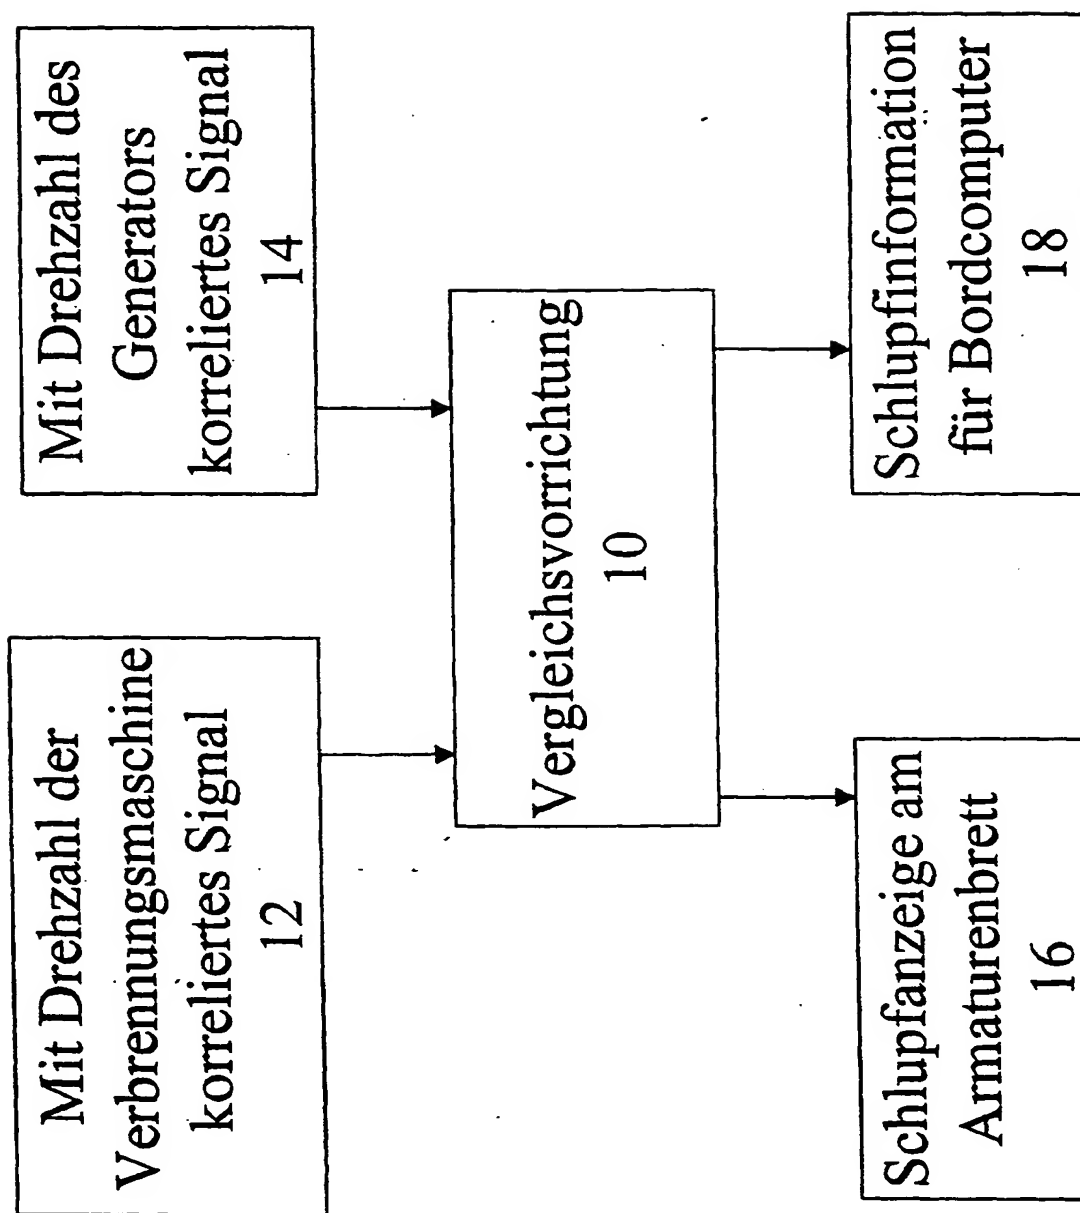 Mit Drehzahl der
Verbrennungsmaschine
korreliertes Signal
12
Mit Drehzahl des
Generators
korreliertes Signal
14
Vergleichsvorrichtung
10
Schlupfanzeige am
Armaturenbrett
16
Schlupfinformation
für Bordcomputer
18